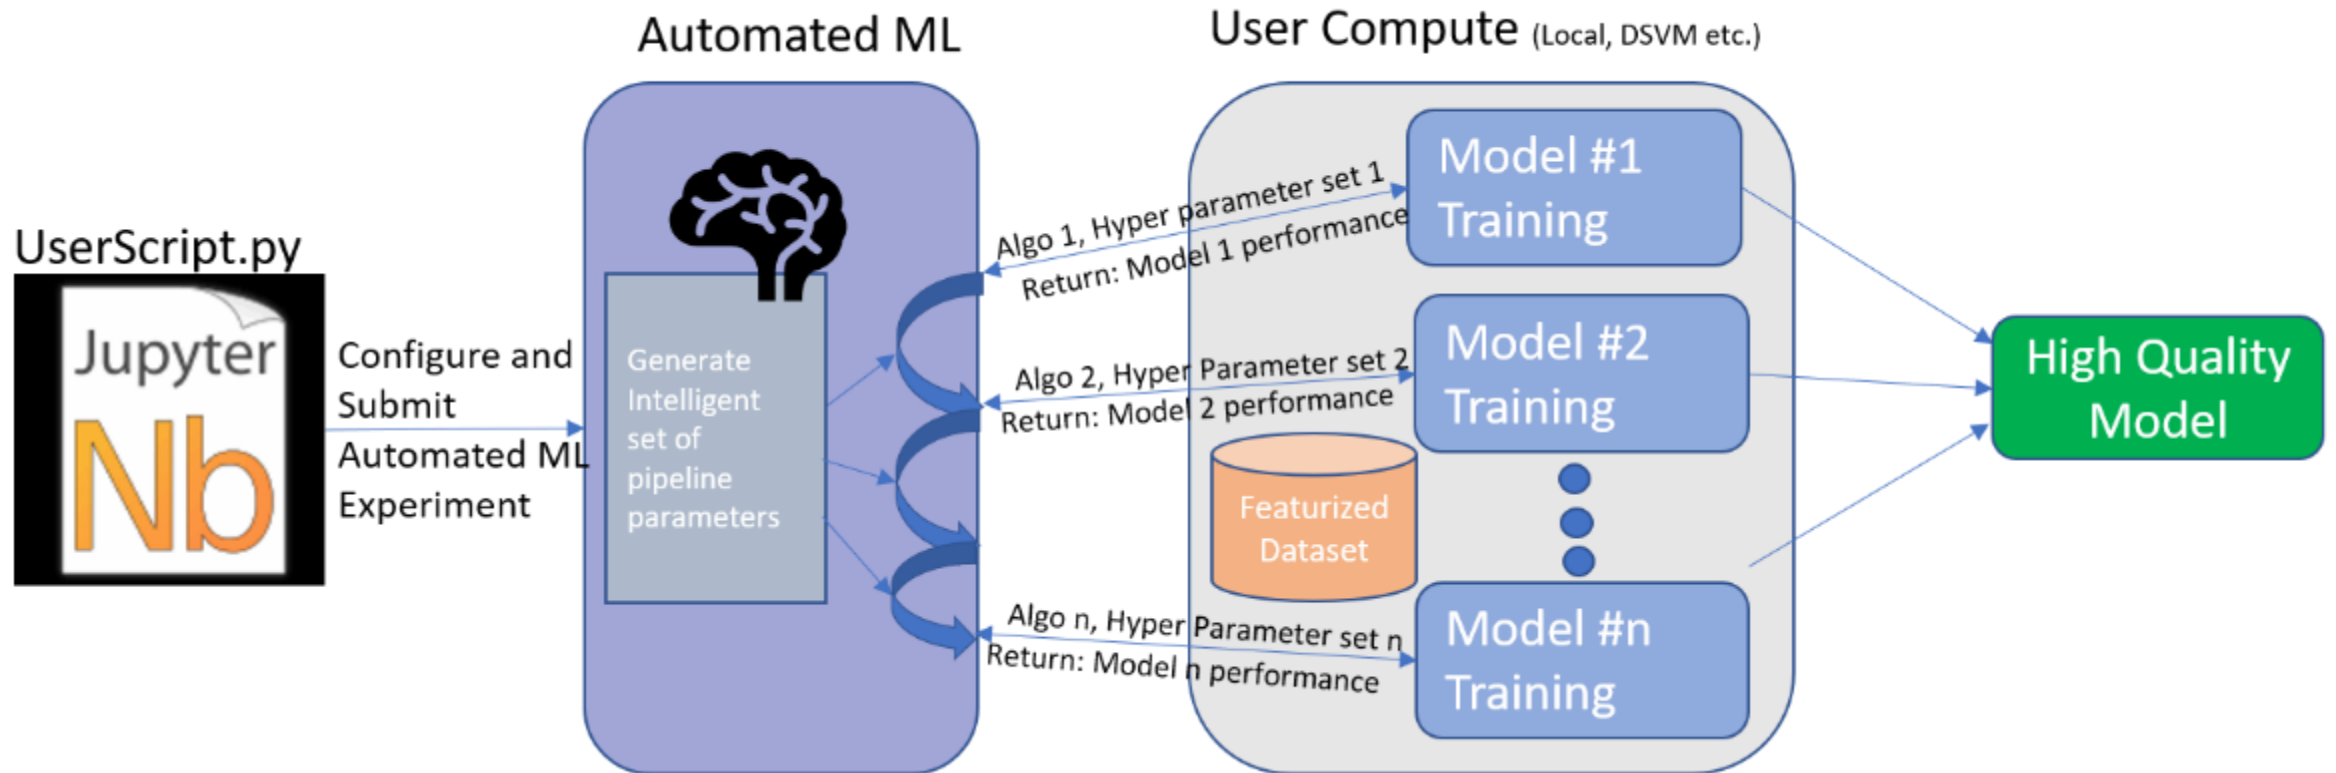 Automated ML
User Compute (Local, DSVM etc.)
UserScript.py
Jupyter
Nb
Configure and
Submit
Automated ML
Experiment
Generate
Intelligent
set of
pipeline
parameters
Algo 1, Hyper parameter set 1
Return: Model 1 performance
Algo 2, Hyper Parameter set 2
Return: Model 2 performance
Algo n, Hyper Parameter set n
Return: Model n performance
Model #1
Training
Model #2
Training
Featurized
Dataset
Model #n
Training
High Quality
Model